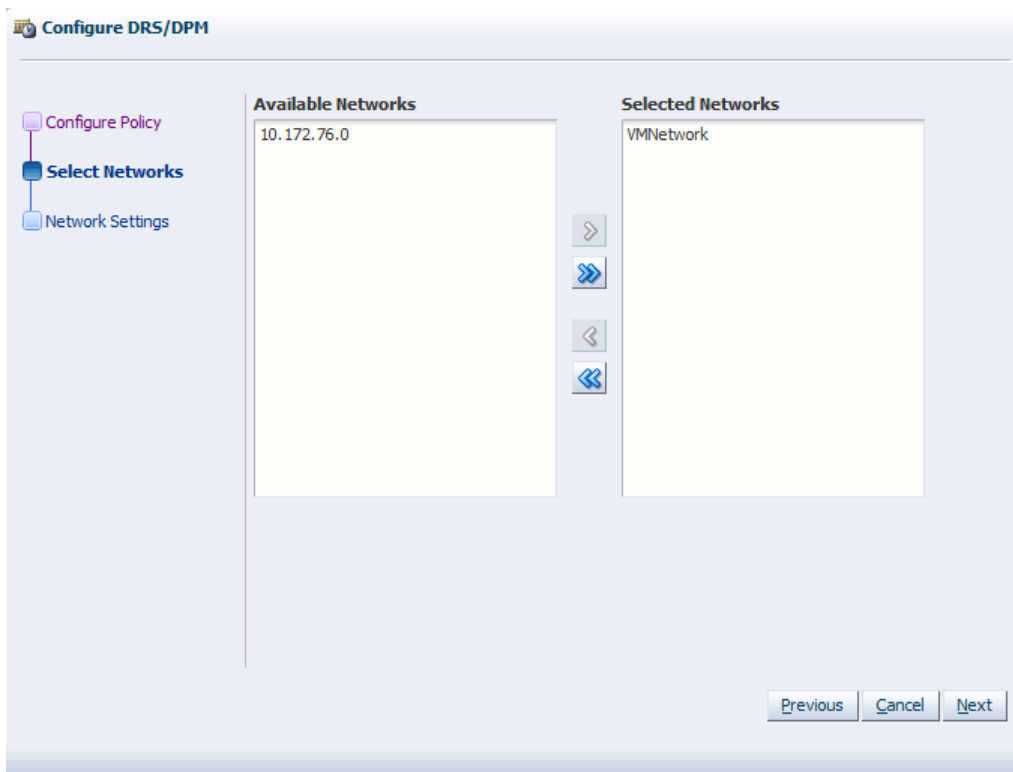 Configure DRS/DPM
Configure Policy
Select Networks
Network Settings
Available Networks
10.172.76.0
Selected Networks
VMNetwork
Previous
Cancel
Next